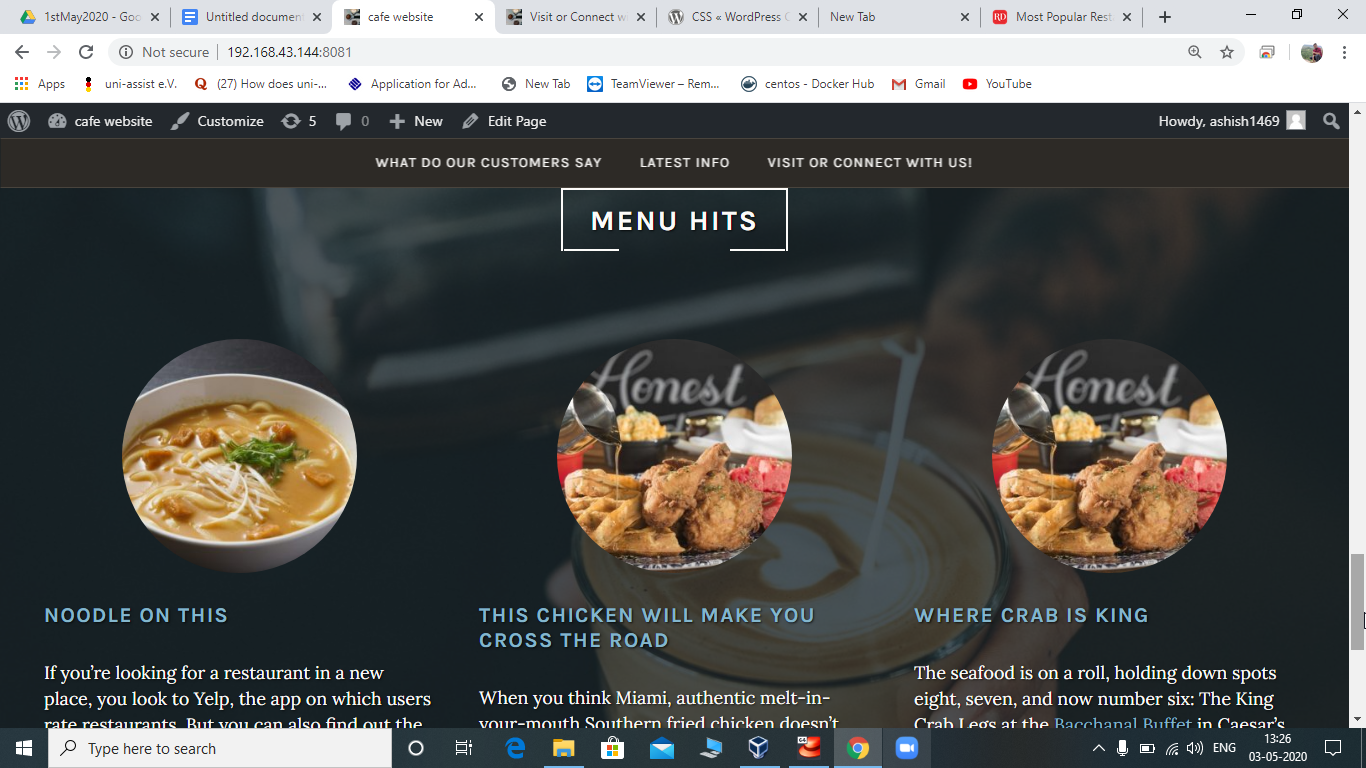 1stMay2020 - Goo
Untitled document
cafe website
Visit or Connect w
CSS « WordPress C
New Tab
RD Most Popular Rest
Not secure 192.168.43.144:8081
Apps
uni-assist e.V.
(27) How does uni-...
Application for Ad...
New Tab
TeamViewer – Rem...
centos - Docker Hub
Gmail
YouTube
cafe website
Customize
5
0
New
Edit Page
Howdy, ashish1469
WHAT DO OUR CUSTOMERS SAY
LATEST INFO
VISIT OR CONNECT WITH US!
MENU HITS
Honest
Honest
NOODLE ON THIS
If you’re looking for a restaurant in a new
place, you look to Yelp, the app on which users
rate restaurants. But you can also find out the
THIS CHICKEN WILL MAKE YOU
CROSS THE ROAD
When you think Miami, authentic melt-in-
your-mouth Southern fried chicken doesn’t
WHERE CRAB IS KING
The seafood is on a roll, holding down spots
eight, seven, and now number six: The King
Crab Legs at the Bacchanal Buffet in Caesar’s
Type here to search
64
ENG
13:26
03-05-2020